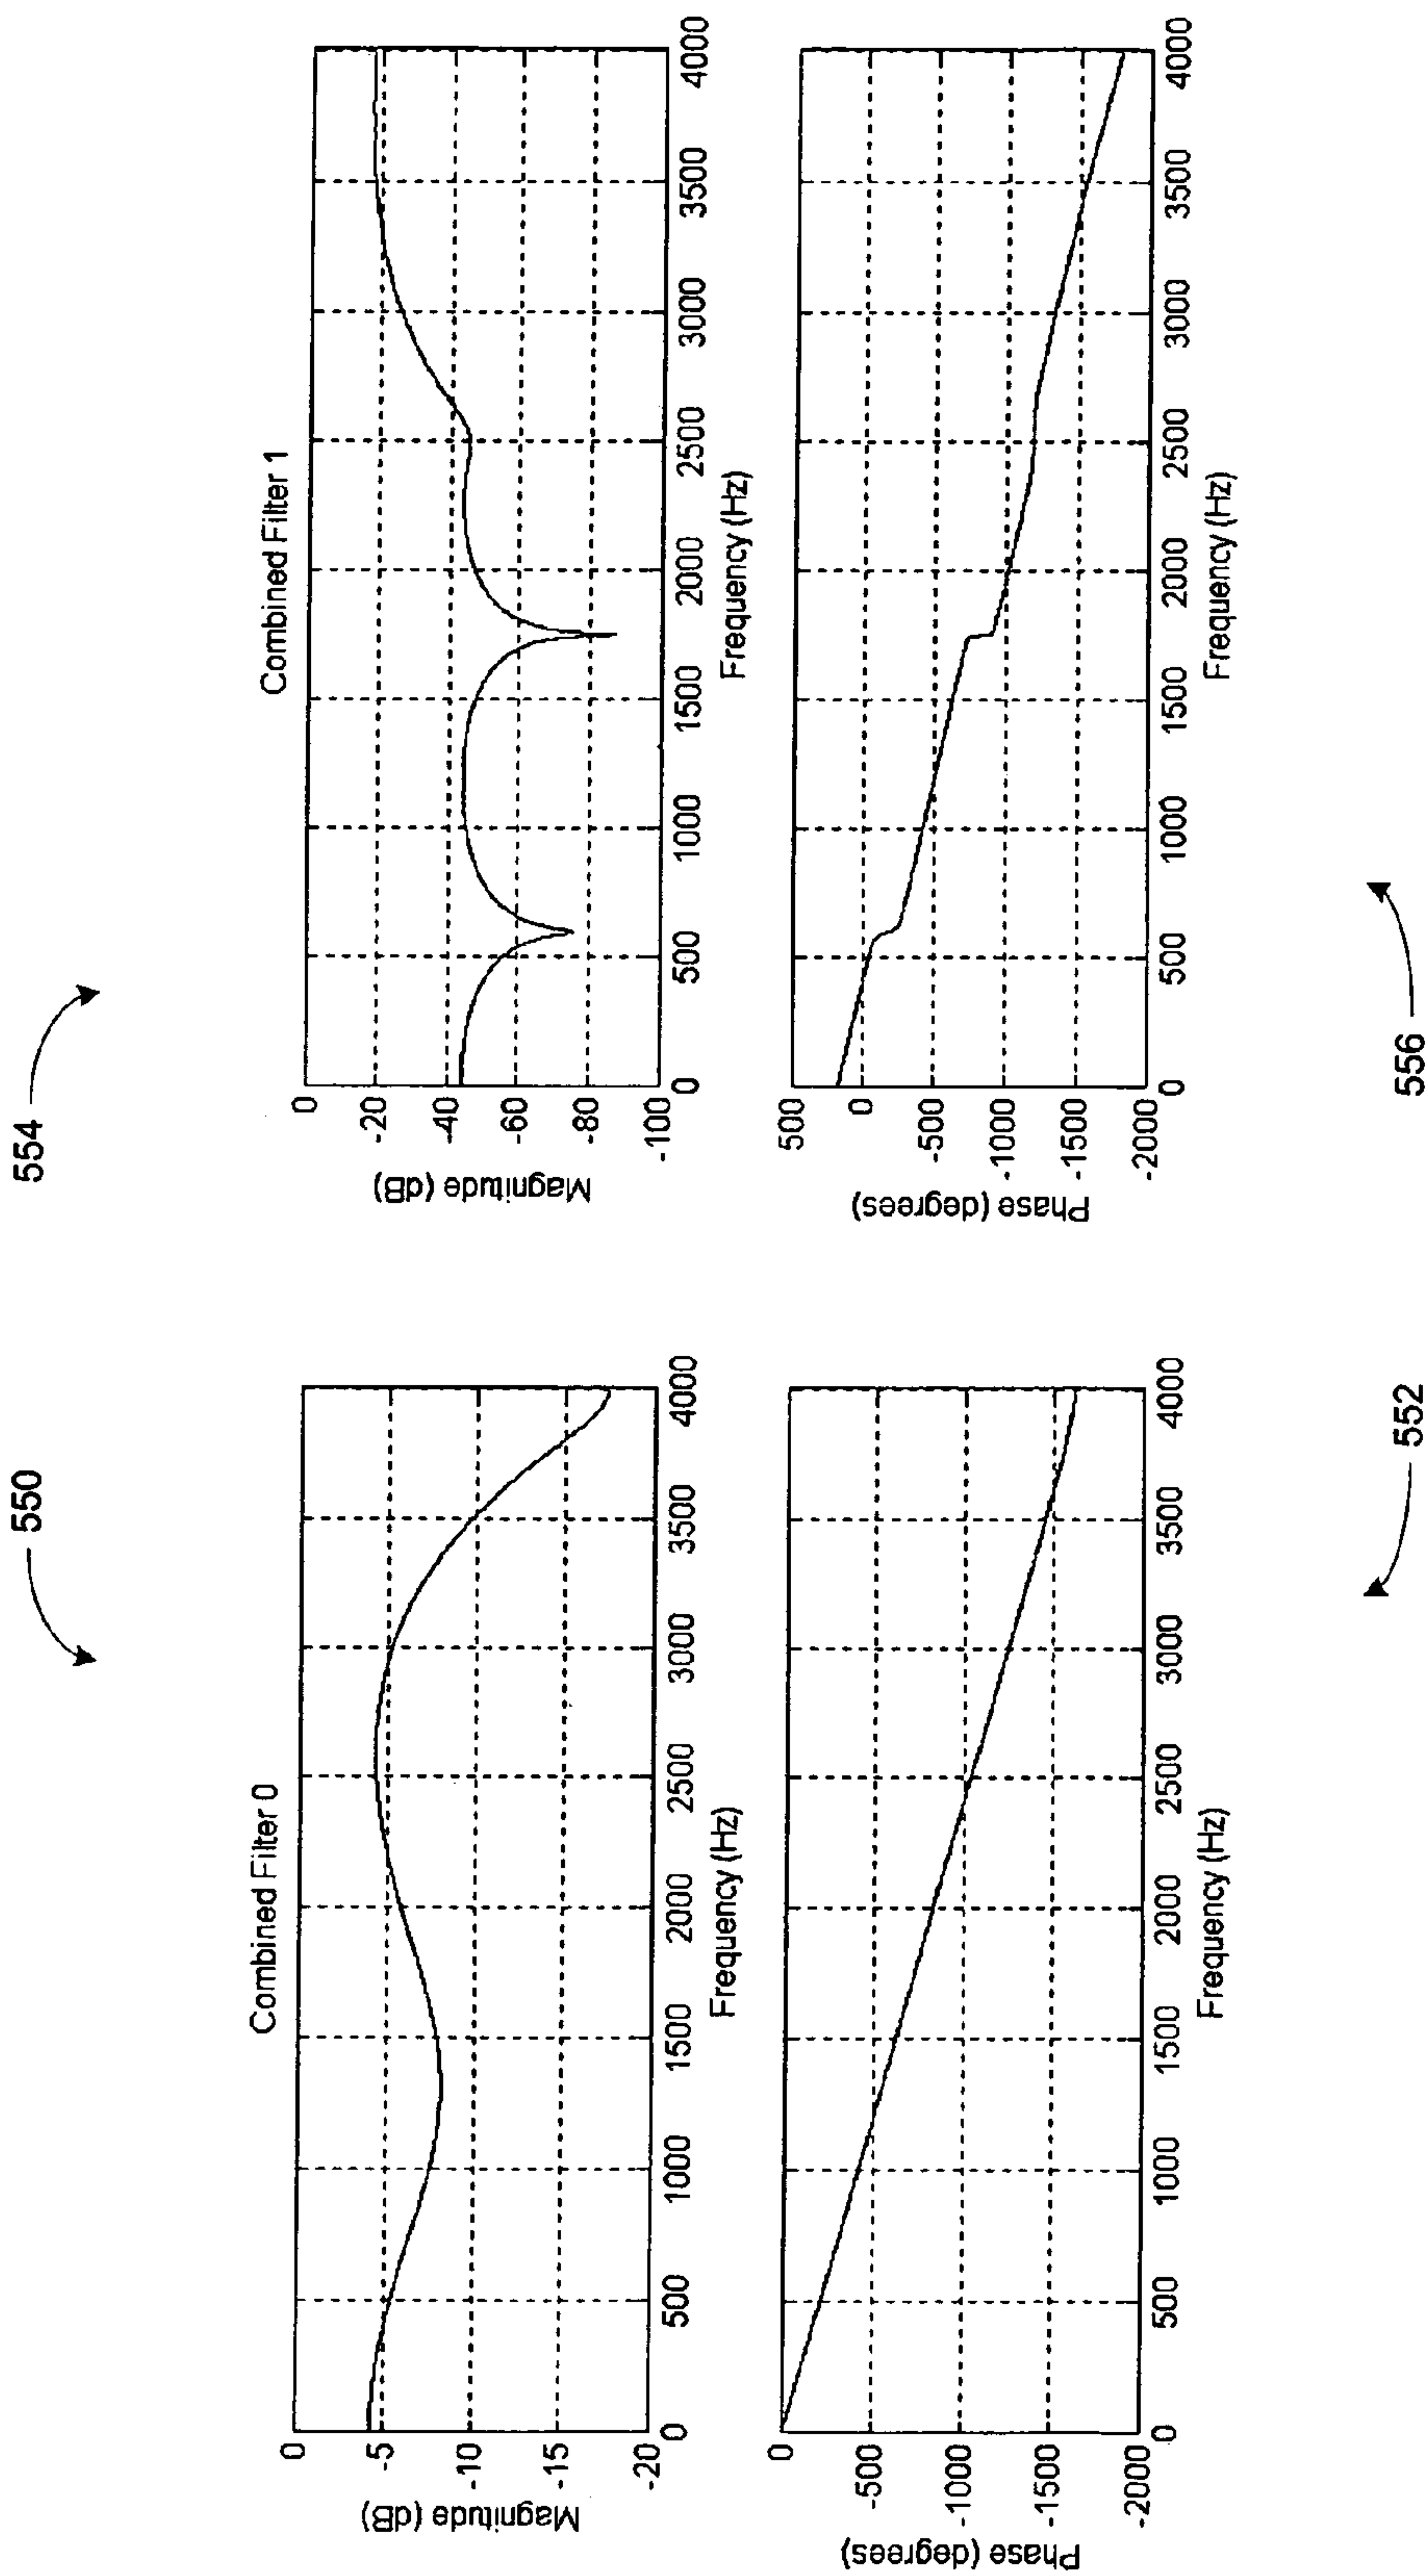 550
Combined Filter 0
0
-5
-10
-15
-20
Magnitude (dB)
0 500 1000 1500 2000 2500 3000 3500 4000
Frequency (Hz)
0
-500
-1000
-1500
-2000
Phase (degrees)
0 500 1000 1500 2000 2500 3000 3500 4000
Frequency (Hz)
552
554
Combined Filter 1
0
-20
-40
-60
-80
-100
Magnitude (dB)
0 500 1000 1500 2000 2500 3000 3500 4000
Frequency (Hz)
500
0
-500
-1000
-1500
-2000
Phase (degrees)
0 500 1000 1500 2000 2500 3000 3500 4000
Frequency (Hz)
556